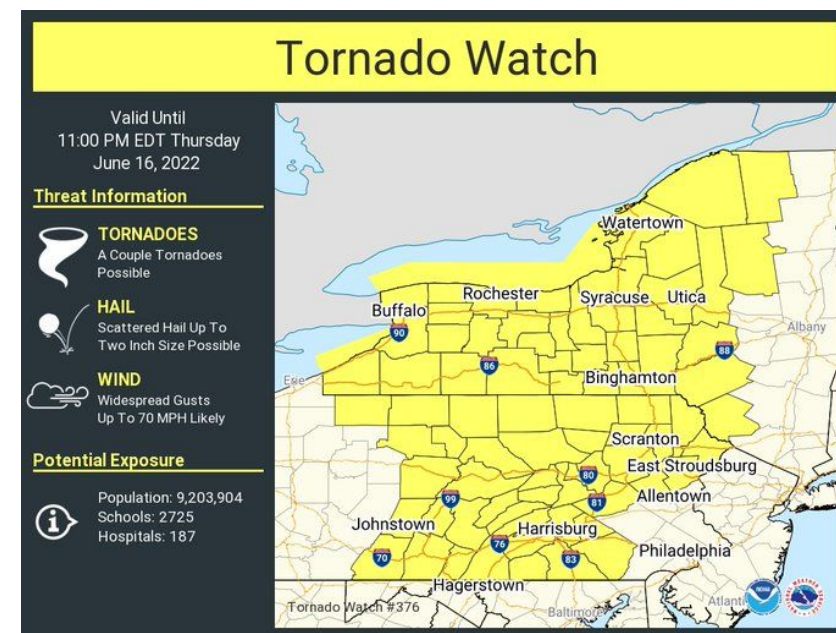 Tornado Watch
Valid Until
11:00 PM EDT Thursday
June 16, 2022
Threat Information
TORNADOES
A Couple Tornadoes
Possible
HAIL
Scattered Hail Up To
Two Inch Size Possible
WIND
Widespread Gusts
Up To 70 MPH Likely
Potential Exposure
Population: 9,203,904
Schools: 2725
Hospitals: 187
Watertown
Rochester
Syracuse
Utica
Buffalo
90
Albany
88
86
Erie
Binghamton
Scranton
80
East Stroudsburg
99
81
Allentown
Johnstown
Harrisburg
76
70
83
Philadelphia
Hagerstown
Tornado Watch #376
Baltimore
NOAA